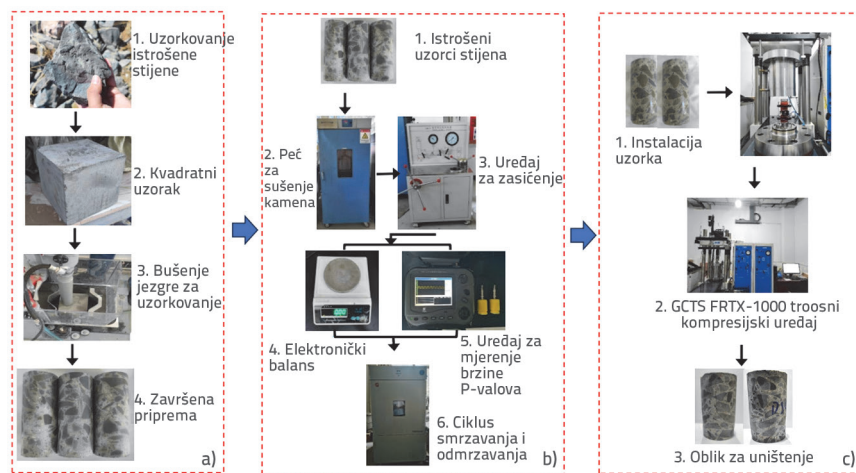 1. Uzorkovanje
istrošene
stijene
2. Kvadratni
uzorak
3. Bušenje
jezgre za
uzorkovanje
4. Završena
priprema
a)
1. Istrošeni
uzorci stijena
2. Peć
za
sušenje
kamena
3. Uređaj
za zasićenje
4. Elektronički
balans
5. Uređaj za
mjerenje
brzine
P-valova
6. Ciklus
smrzavanja i
odmrzavanja
b)
1. Instalacija
uzorka
2. GCTS FRTX-1000 troosni
kompresijski uređaj
3. Oblik za uništenje
c)